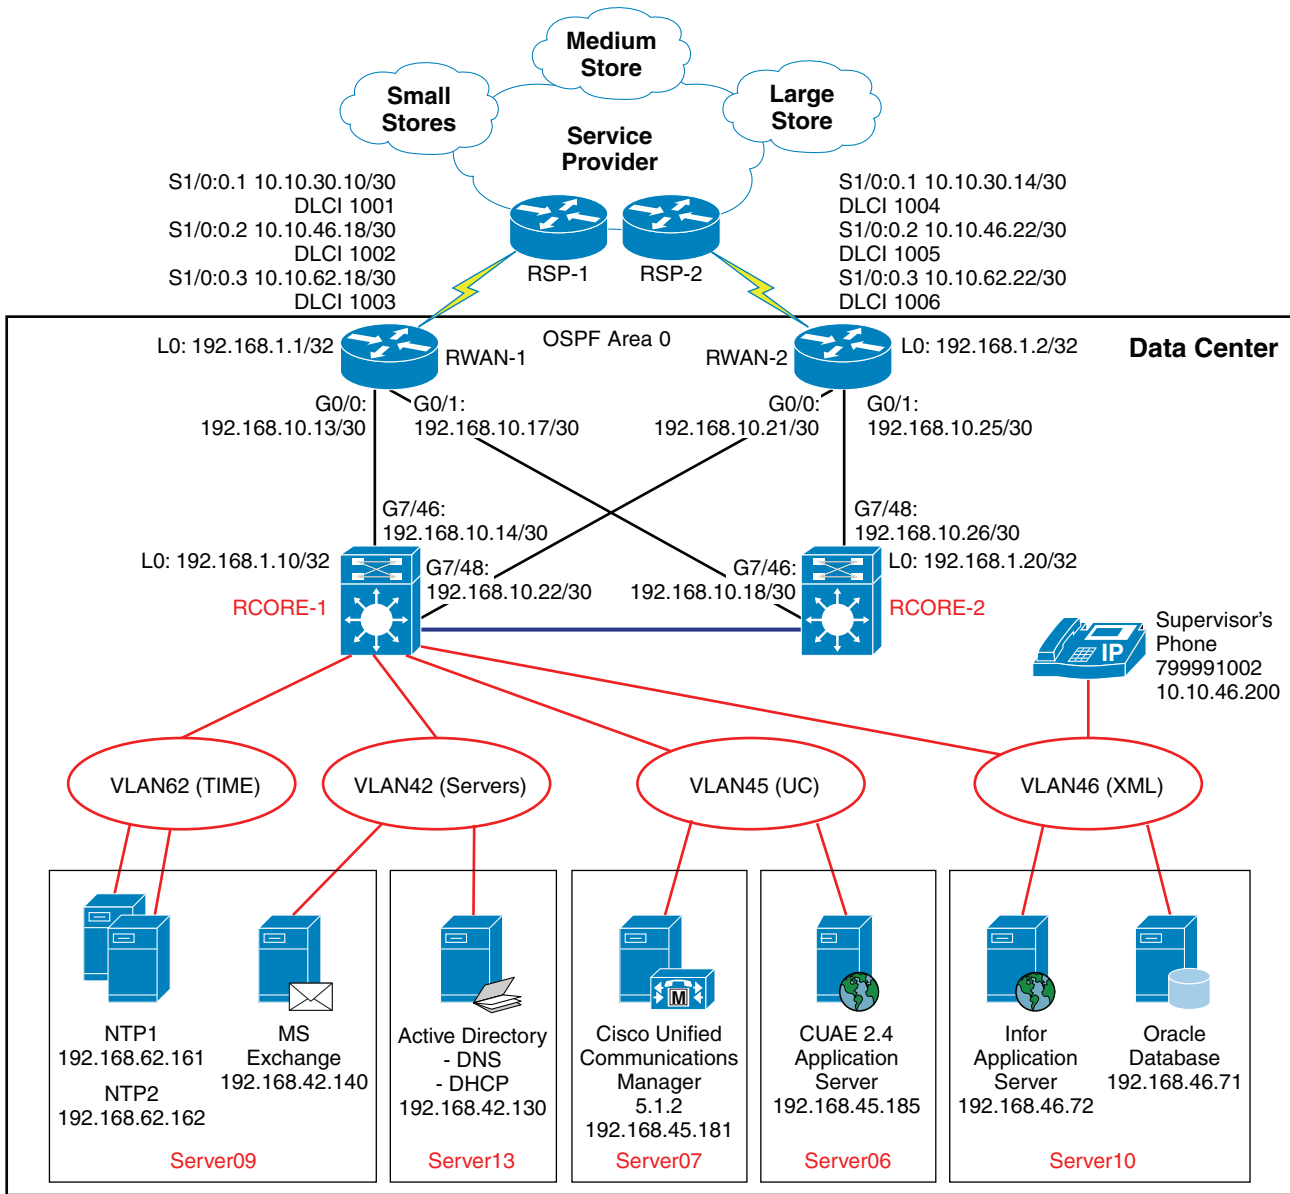 Medium
Store
Small
Stores
Large
Store
Service
Provider
S1/0:0.1 10.10.30.10/30
DLCI 1001
S1/0:0.2 10.10.46.18/30
DLCI 1002
S1/0:0.3 10.10.62.18/30
DLCI 1003
S1/0:0.1 10.10.30.14/30
DLCI 1004
S1/0:0.2 10.10.46.22/30
DLCI 1005
S1/0:0.3 10.10.62.22/30
DLCI 1006
RSP-1
RSP-2
OSPF Area 0
Data Center
L0: 192.168.1.1/32
RWAN-1
RWAN-2
L0: 192.168.1.2/32
G0/0:
192.168.10.13/30
G0/1:
192.168.10.17/30
G0/0:
192.168.10.21/30
G0/1:
192.168.10.25/30
G7/46:
192.168.10.14/30
G7/48:
192.168.10.26/30
L0: 192.168.1.10/32
G7/48:
192.168.10.22/30
G7/46:
192.168.10.18/30
L0: 192.168.1.20/32
RCORE-1
RCORE-2
IP
Supervisor's
Phone
799991002
10.10.46.200
VLAN62 (TIME)
VLAN42 (Servers)
VLAN45 (UC)
VLAN46 (XML)
NTP1
192.168.62.161
NTP2
192.168.62.162
MS
Exchange
192.168.42.140
Server09
Active Directory
- DNS
- DHCP
192.168.42.130
Server13
M
Cisco Unified
Communications
Manager
5.1.2
192.168.45.181
Server07
CUAE 2.4
Application
Server
192.168.45.185
Server06
Infor
Application
Server
192.168.46.72
Oracle
Database
192.168.46.71
Server10